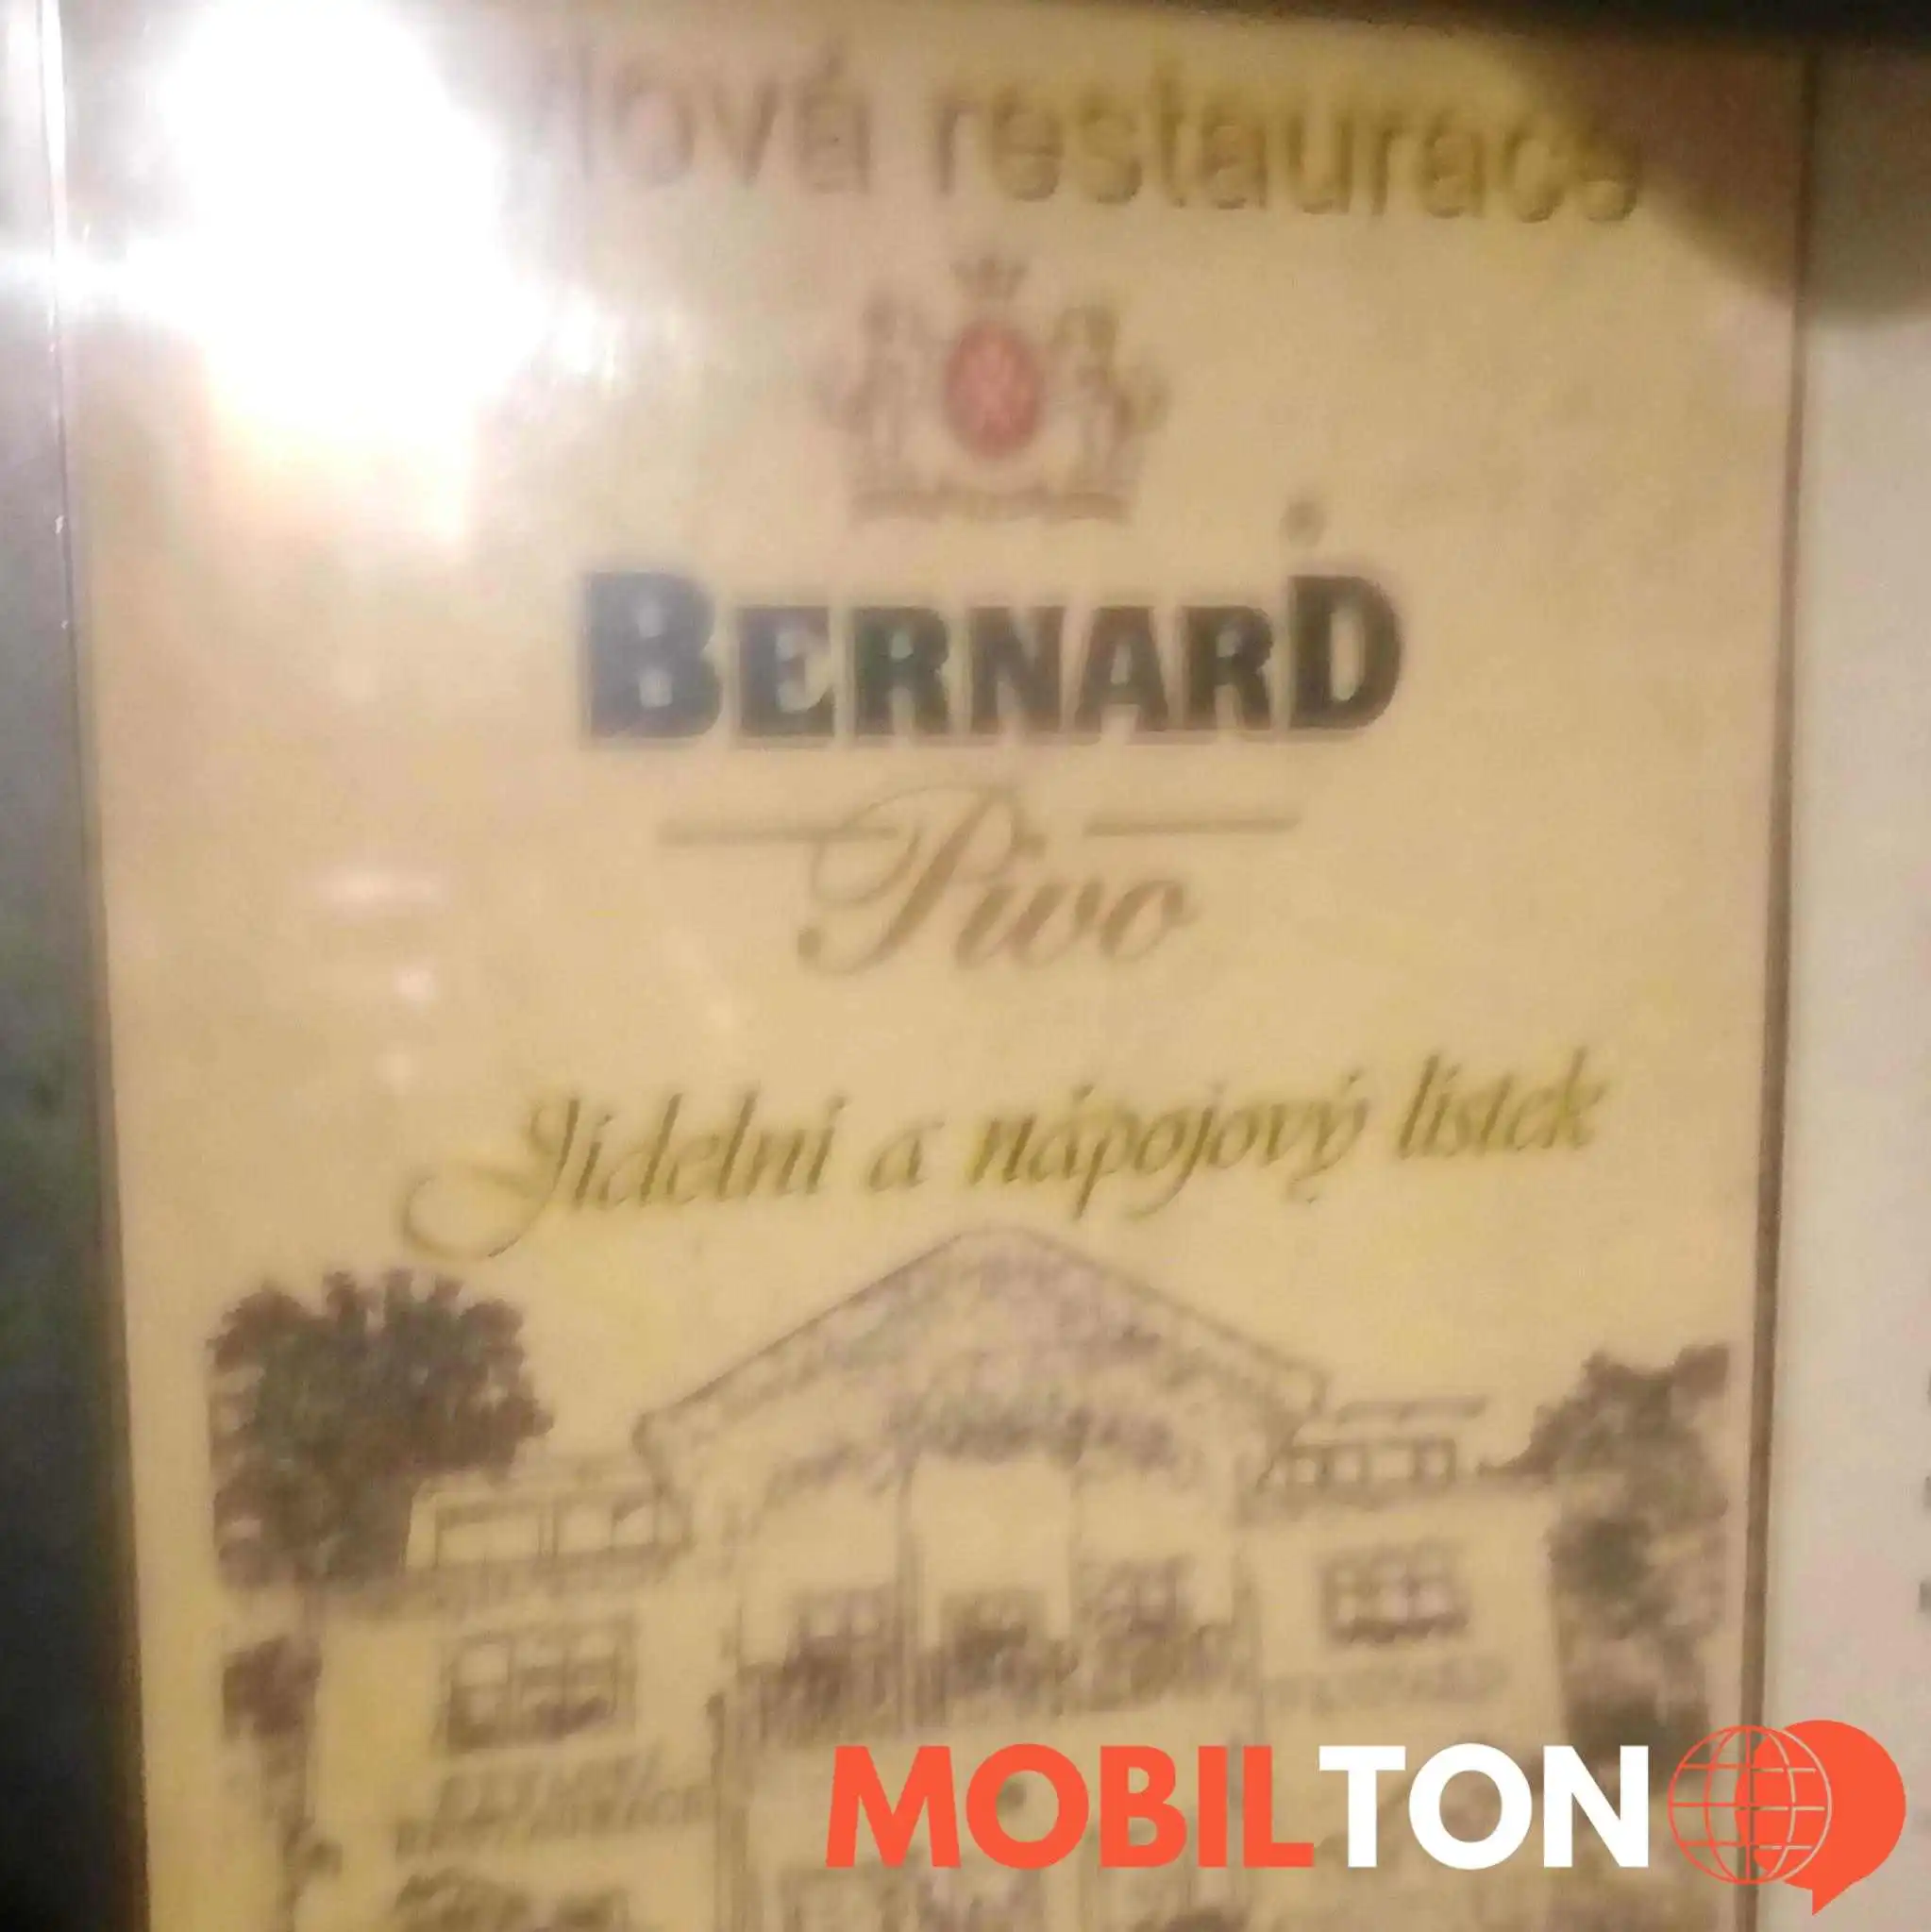 restaurace
BERNARD
Pivo
Jídelní a nápojový lístek
MOBILTON